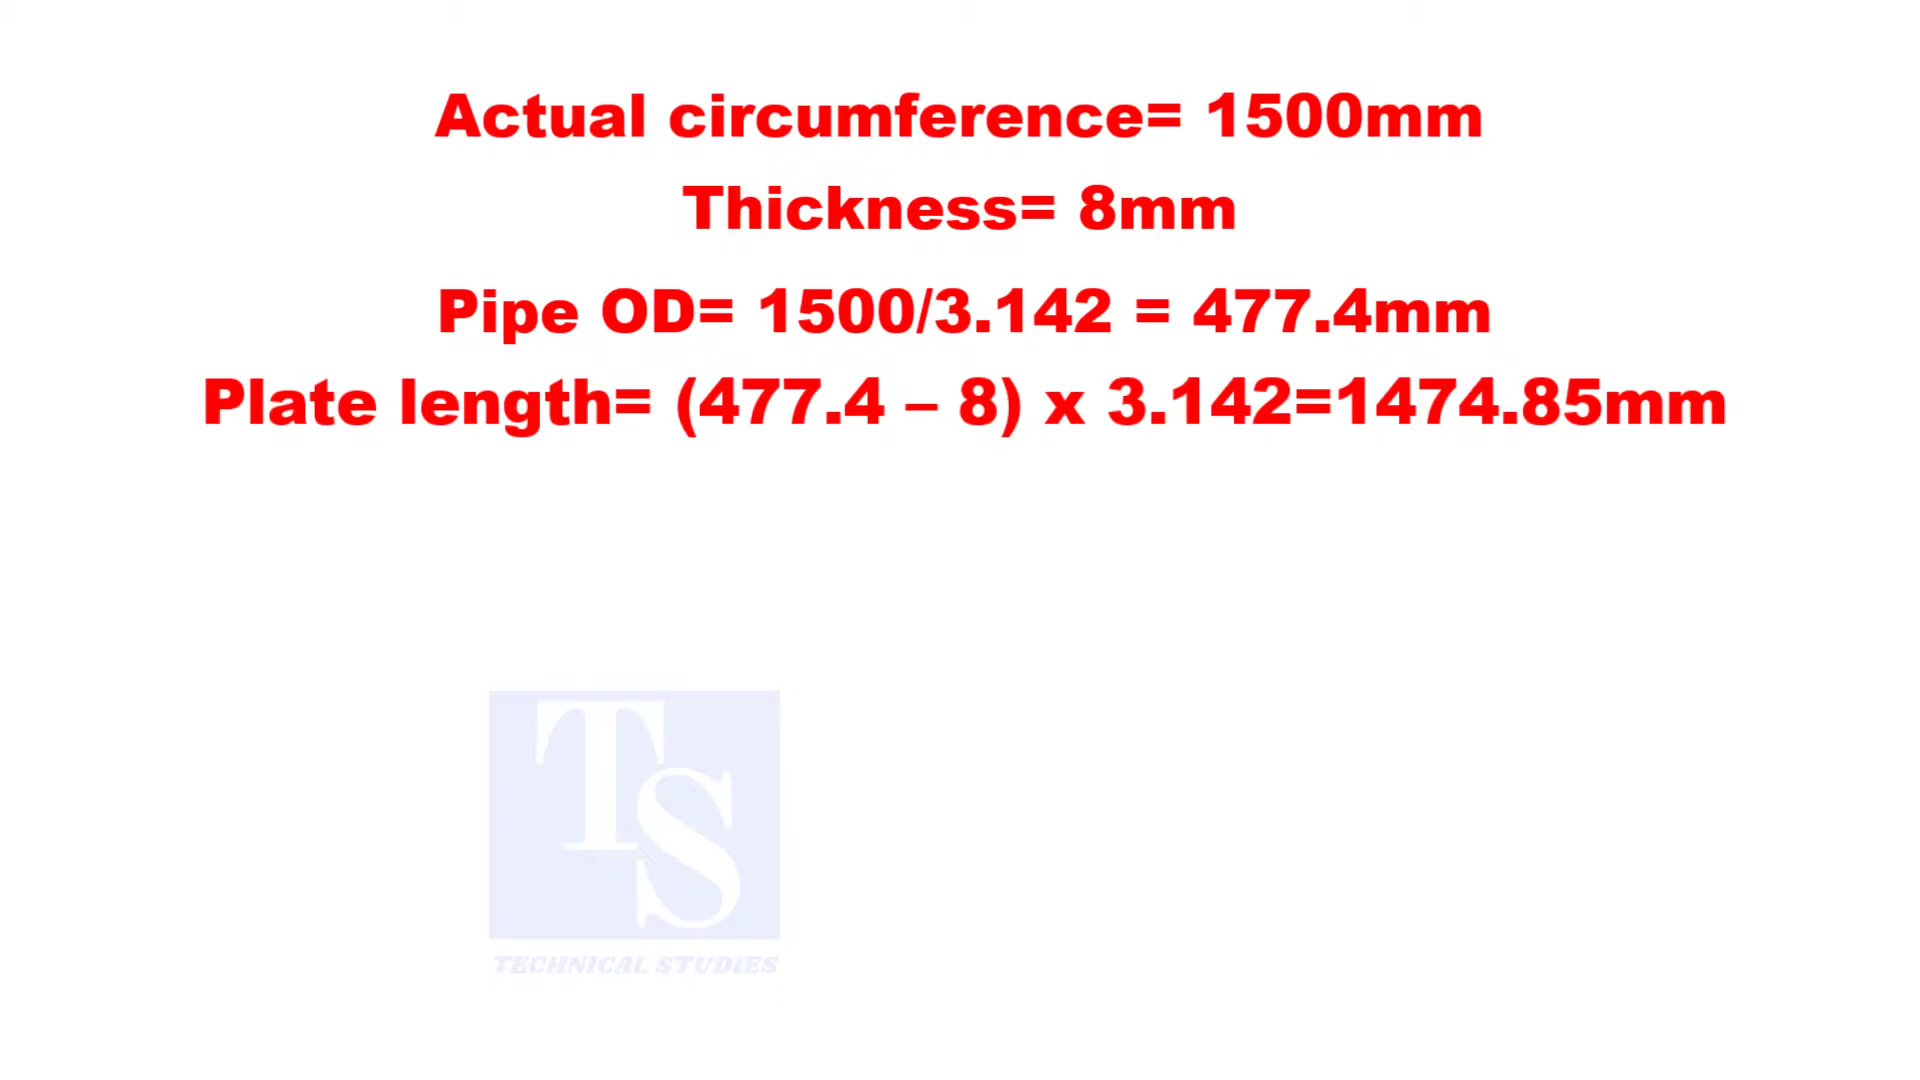 Actual circumference= 1500mm
Thickness= 8mm
Pipe OD= 1500/3.142 = 477.4mm
Plate length= (477.4 – 8) x 3.142=1474.85mm
TS
TECHNICAL STUDIES